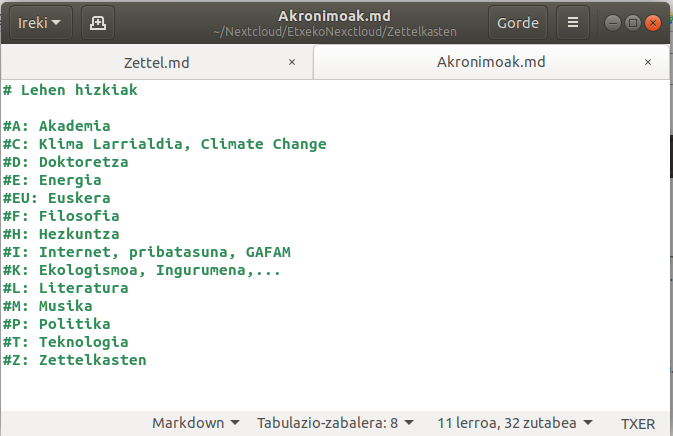 Ireki
Akronimoak.md
~/Nextcloud/EtxekoNexctloud/Zettelkasten
Gorde
Zettel.md
Akronimoak.md
# Lehen hizkiak
#A: Akademia
#C: Klima Larrialdia, Climate Change
#D: Doktoretza
#E: Energia
#EU: Euskera
#F: Filosofia
#H: Hezkuntza
#I: Internet, pribatasuna, GAFAM
#K: Ekologismoa, Ingurumena,...
#L: Literatura
#M: Musika
#P: Politika
#T: Teknologia
#Z: Zettelkasten
Markdown Tabulazio-zabalera: 8 11 lerroa, 32 zutabea TXER